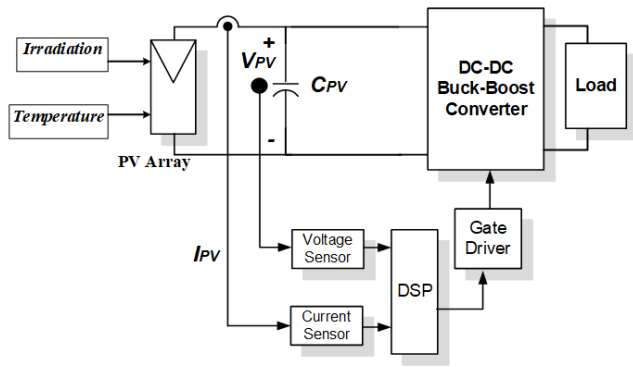 Irradiation
Temperature
PV Array
+
VPV
-
CPV
DC-DC
Buck-Boost
Converter
Load
IPV
Voltage
Sensor
Current
Sensor
DSP
Gate
Driver